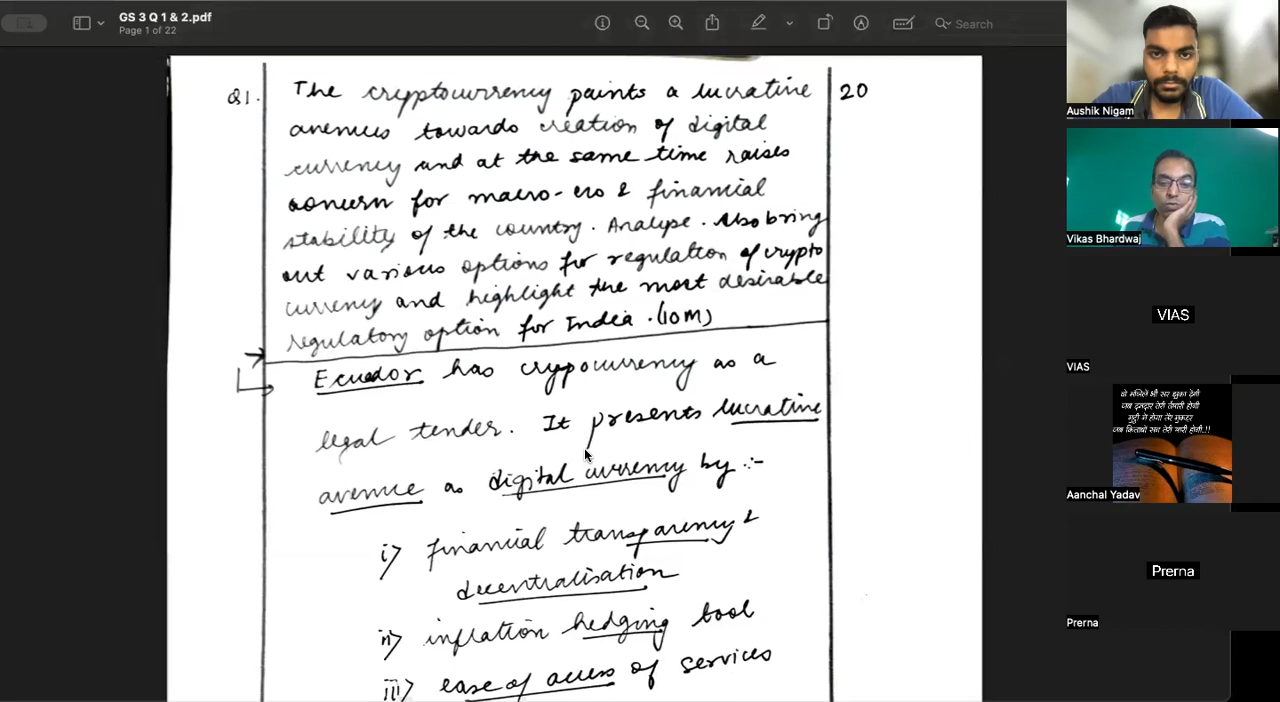 GS 3 Q 1 & 2.pdf
Page 1 of 22
Search
Q1.
The cryptocurrency paints a lucrative
20
avenues towards creation of digital
currency and at the same time raises
concern for macro-eco & financial
stability of the country. Analyse. Also bring
out various options for regulation of crypto
currency and highlight the most desirable
regulatory option for India. (10M)
Ecuador has crypocurrency as a
legal tender. It presents lucrative
avenue as digital currency by :-
i) financial transparency &
decentralisation
ii) inflation hedging tool
iii) ease of access of services
Aushik Nigam
Vikas Bhardwaj
VIAS
VIAS
Aanchal Yadav
Prerna
Prerna